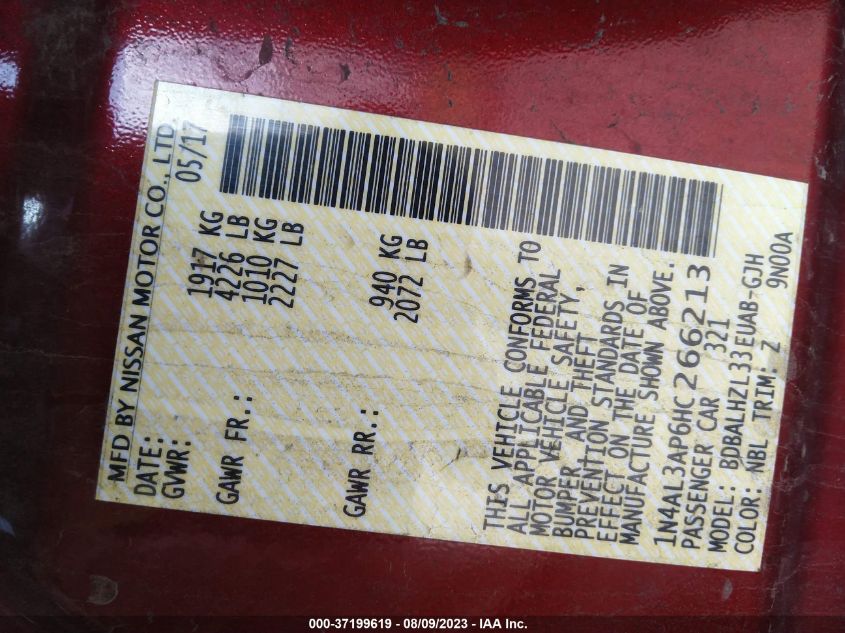 MFD BY NISSAN MOTOR CO., LTD.
DATE: 05/17
GVWR: 1917 KG
4226 LB
GAWR FR.: 1010 KG
2227 LB
GAWR RR.: 940 KG
2072 LB
THIS VEHICLE CONFORMS TO
ALL APPLICABLE FEDERAL
MOTOR VEHICLE SAFETY,
BUMPER AND THEFT
PREVENTION STANDARDS IN
EFFECT ON THE DATE OF
MANUFACTURE SHOWN ABOVE.
1N4AL3AP6HC266213
PASSENGER CAR 321
MODEL: BDBALHZL33EUAB-GJH
COLOR: NBL TRIM: Z 9N00A
000-37199619 - 08/09/2023 - IAA Inc.